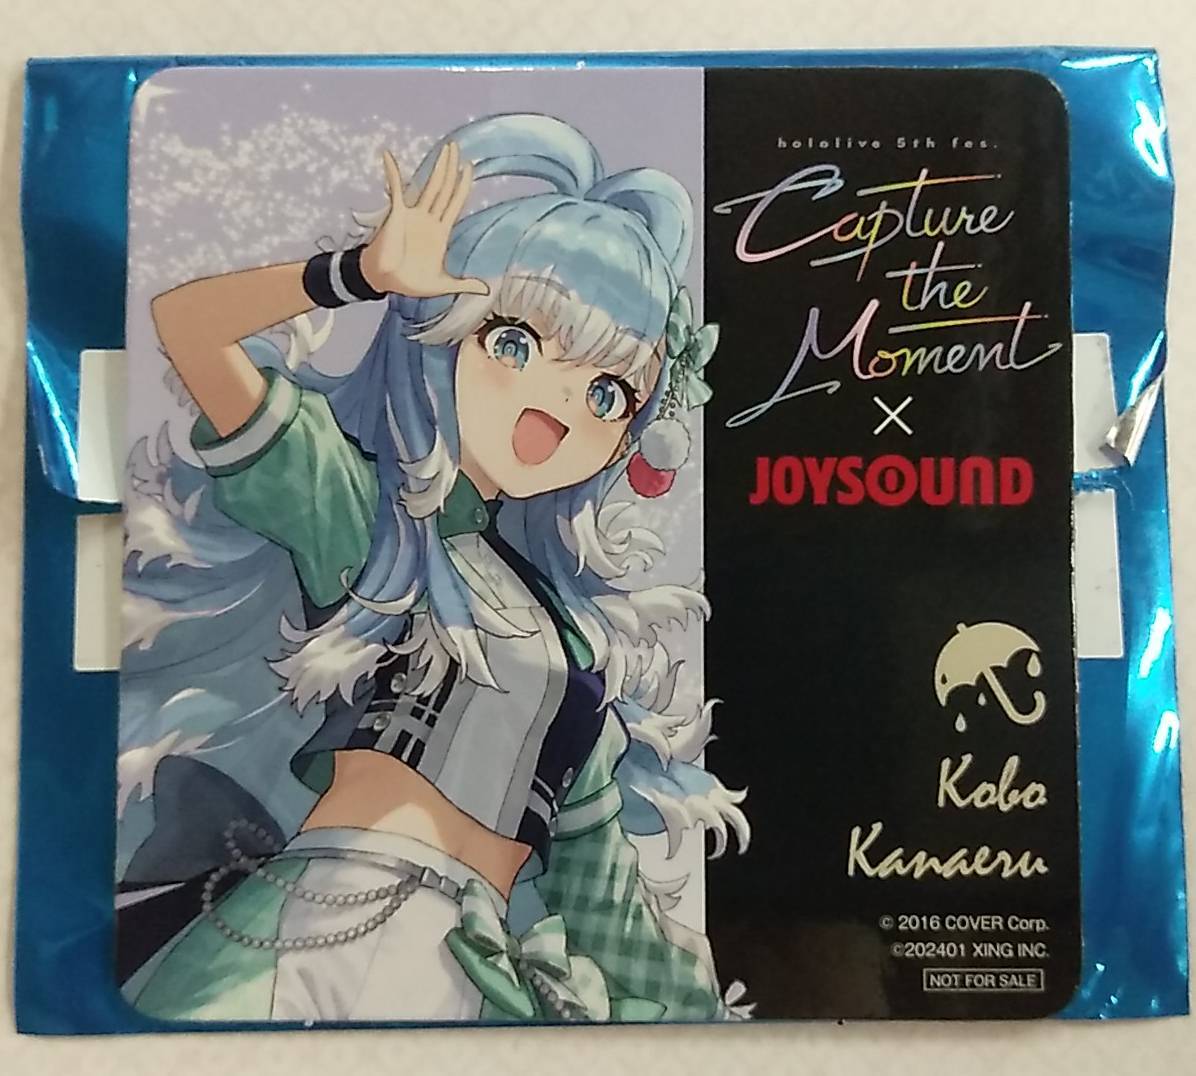 hololive 5th fes.
Capture
the
Moment
×
JOYSOUND
Kobo
Kanaeru
© 2016 COVER Corp.
©202401 XING INC.
NOT FOR SALE